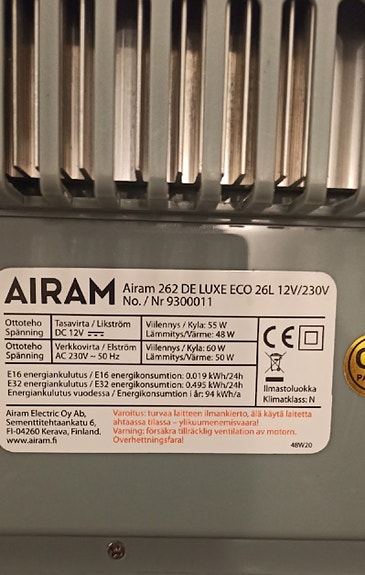 AIRAM Airam 262 DE LUXE ECO 26L 12V/230V
No. / Nr 9300011
Ottoteho Tasavirta / Likström Viilennys / Kyla: 55 W
Spänning DC 12V Lämmitys/Värme: 48 W
Ottoteho Verkkovirta / Elström Viilennys / Kyla: 60 W
Spänning AC 230V ~ 50 Hz Lämmitys/Värme: 50 W
CE
E16 energiankulutus / E16 energikonsumtion: 0.019 kWh/24h
E32 energiankulutus / E32 energikonsumtion: 0.495 kWh/24h
Energiankulutus vuodessa / Energikonsumtion i år: 94 kWh/a
Ilmastoluokka
Klimatklass: N
Airam Electric Oy Ab,
Sementtitehtaankatu 6,
FI-04260 Kerava, Finland.
www.airam.fi
Varoitus: turvaa laitteen ilmankierto, älä käytä laitetta
ahtaassa tilassa – ylikuumenemisvaara!
Varning: försäkra tillräcklig ventilation av motorn.
Overhettningsfara!
48W20